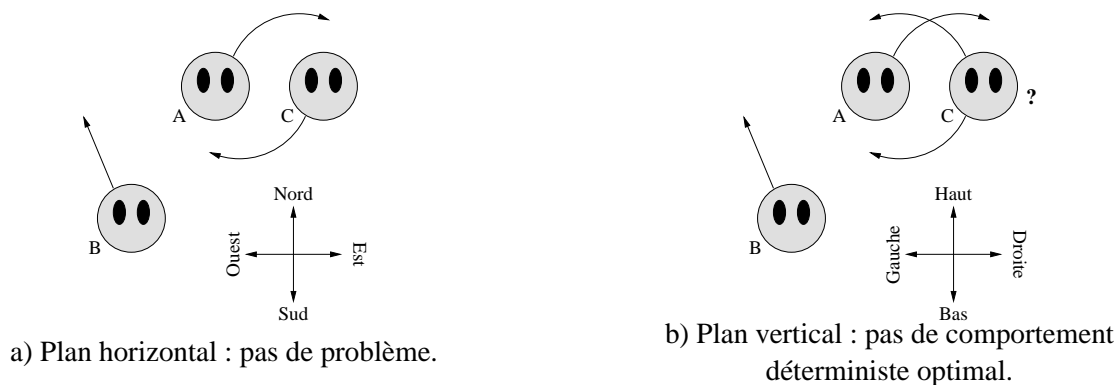 A
C
B
Nord
Ouest
Est
Sud
a) Plan horizontal : pas de problème.
A
C
?
B
Haut
Gauche
Droite
Bas
b) Plan vertical : pas de comportement
déterministe optimal.